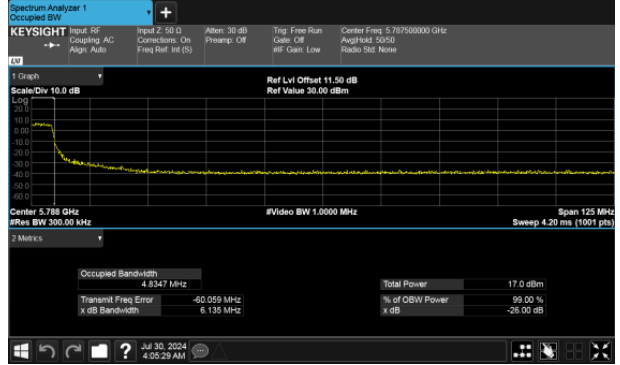 Spectrum Analyzer 1
Occupied BW
+
KEYSIGHT Input: RF Input Z: 50 Ω Atten: 30 dB Trig: Free Run Center Freq: 5.787500000 GHz
Coupling: AC Corrections: On Preamp: Off Gate: Off Avg|Hold: 50/50
Align: Auto Freq Ref: Int (S) #IF Gain: Low Radio Std: None
LXI
1 Graph Ref Lvl Offset 11.50 dB
Scale/Div 10.0 dB Ref Value 30.00 dBm
Log
20.0
10.0
0.00
-10.0
-20.0
-30.0
-40.0
-50.0
-60.0
Center 5.788 GHz #Video BW 1.0000 MHz Span 125 MHz
#Res BW 300.00 kHz Sweep 4.20 ms (1001 pts)
2 Metrics
Occupied Bandwidth
4.8347 MHz Total Power 17.0 dBm
Transmit Freq Error -60.059 MHz % of OBW Power 99.00 %
x dB Bandwidth 6.135 MHz x dB -26.00 dB
? Jul 30, 2024
4:05:29 AM